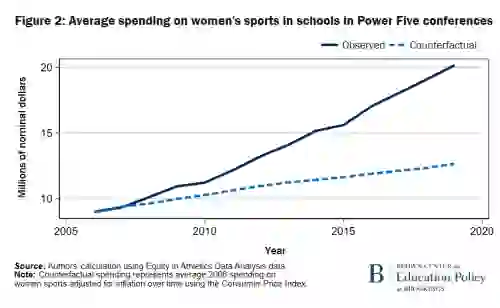 Figure 2: Average spending on women's sports in schools in Power Five conferences
Observed Counterfactual
20
15
10
Millions of nominal dollars
2005 2010 2015 2020
Year
Source: Authors' calculation using Equity in Athletics Data Analysis data.
Note: Counterfactual spending represents average 2006 spending on
women sports adjusted for inflation over time using the Consumer Price Index.
B
BROWN CENTER on
Education Policy
at BROOKINGS